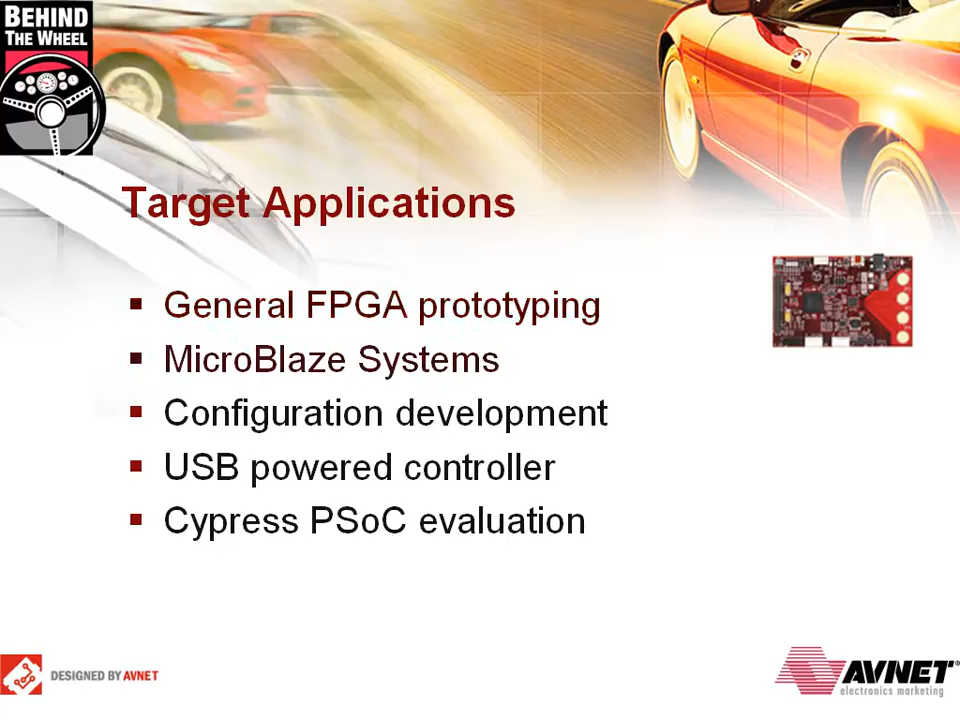 BEHIND
THE WHEEL
Target Applications
▪ General FPGA prototyping
▪ MicroBlaze Systems
▪ Configuration development
▪ USB powered controller
▪ Cypress PSoC evaluation
DESIGNED BY AVNET
AVNET®
electronics marketing